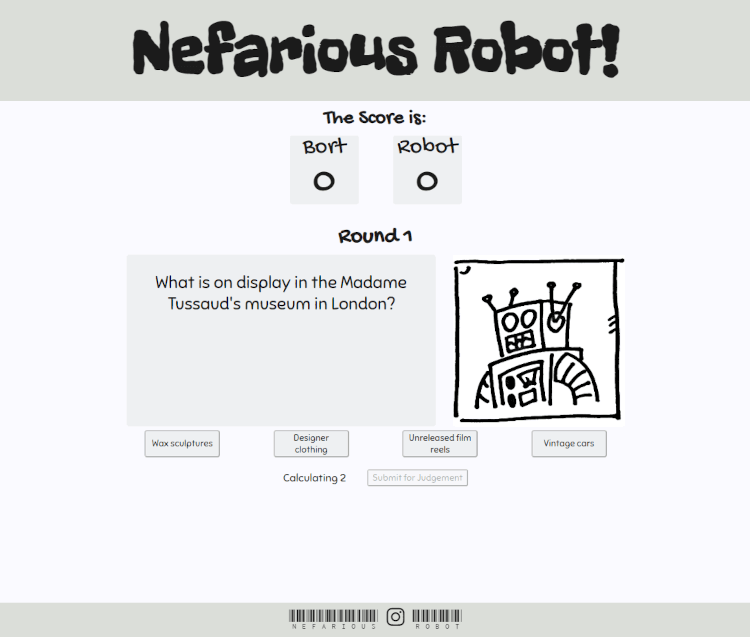 Nefarious Robot!
The Score is:
Bort
Robot
0
0
Round 1
What is on display in the Madame
Tussaud's museum in London?
Wax sculptures
Designer
clothing
Unreleased film
reels
Vintage cars
Calculating 2
Submit for Judgement
NEFARIOUS
ROBOT